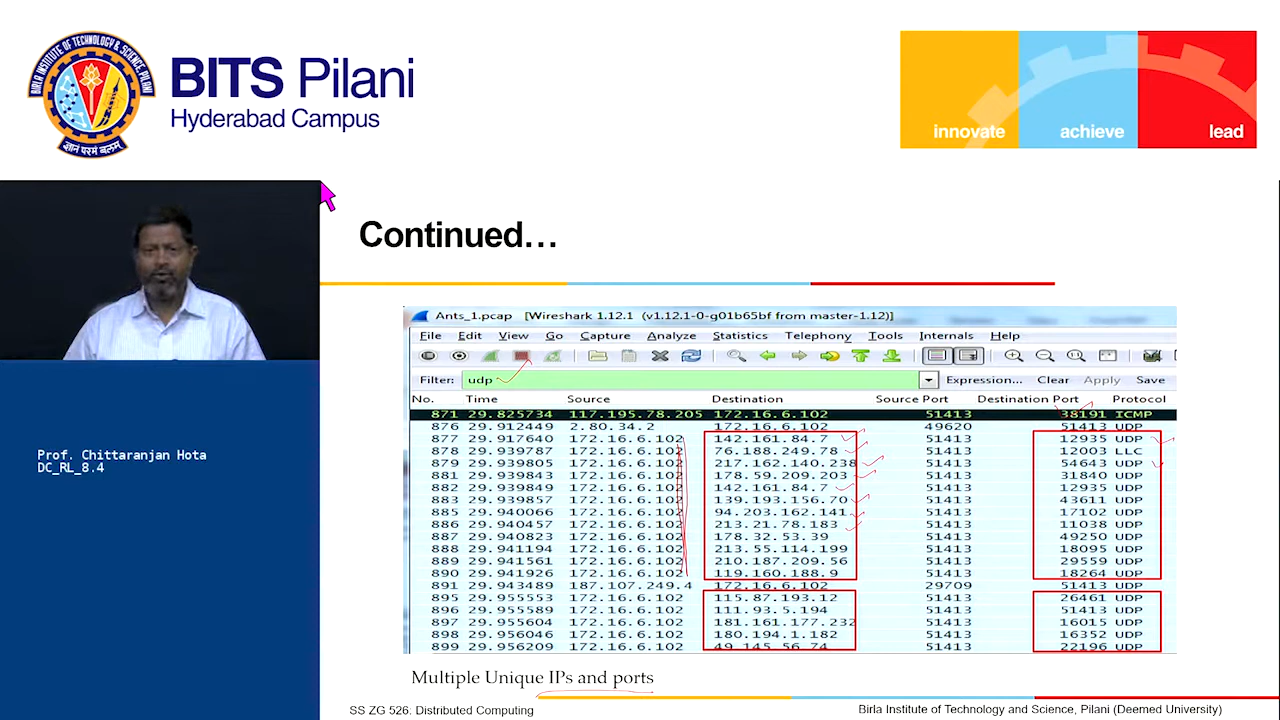 BIRLA INSTITUTE OF TECHNOLOGY & SCIENCE, PILANI
ज्ञानं परमं बलम्
BITS Pilani
Hyderabad Campus
innovate achieve lead
Prof. Chittaranjan Hota
DC_RL_8.4
Continued…
Ants_1.pcap [Wireshark 1.12.1 (v1.12.1-0-g01b65bf from master-1.12)]
File Edit View Go Capture Analyze Statistics Telephony Tools Internals Help
Filter: udp Expression... Clear Apply Save
No. Time Source Destination Source Port Destination Port Protocol
871 29.825734 117.195.78.205 172.16.6.102 51413 38191 ICMP
876 29.912449 2.80.34.2 172.16.6.102 49620 51413 UDP
877 29.917640 172.16.6.102 142.161.84.7 51413 12935 UDP
878 29.939787 172.16.6.102 76.188.249.78 51413 12003 LLC
879 29.939805 172.16.6.102 217.162.140.238 51413 54643 UDP
881 29.939843 172.16.6.102 178.59.209.203 51413 31840 UDP
882 29.939849 172.16.6.102 142.161.84.7 51413 12935 UDP
883 29.939857 172.16.6.102 139.193.156.70 51413 43611 UDP
885 29.940066 172.16.6.102 94.203.162.141 51413 17102 UDP
886 29.940457 172.16.6.102 213.21.78.183 51413 11038 UDP
887 29.940823 172.16.6.102 178.32.53.39 51413 49250 UDP
888 29.941194 172.16.6.102 213.55.114.199 51413 18095 UDP
889 29.941561 172.16.6.102 210.187.209.56 51413 29559 UDP
890 29.941926 172.16.6.102 119.160.188.9 51413 18264 UDP
891 29.943489 187.107.249.4 172.16.6.102 29709 51413 UDP
895 29.955553 172.16.6.102 115.87.193.12 51413 26461 UDP
896 29.955589 172.16.6.102 111.93.5.194 51413 51413 UDP
897 29.955604 172.16.6.102 181.161.177.232 51413 16015 UDP
898 29.956046 172.16.6.102 180.194.1.182 51413 16352 UDP
899 29.956209 172.16.6.102 49.145.56.74 51413 22196 UDP
Multiple Unique IPs and ports
SS ZG 526: Distributed Computing
Birla Institute of Technology and Science, Pilani (Deemed University)